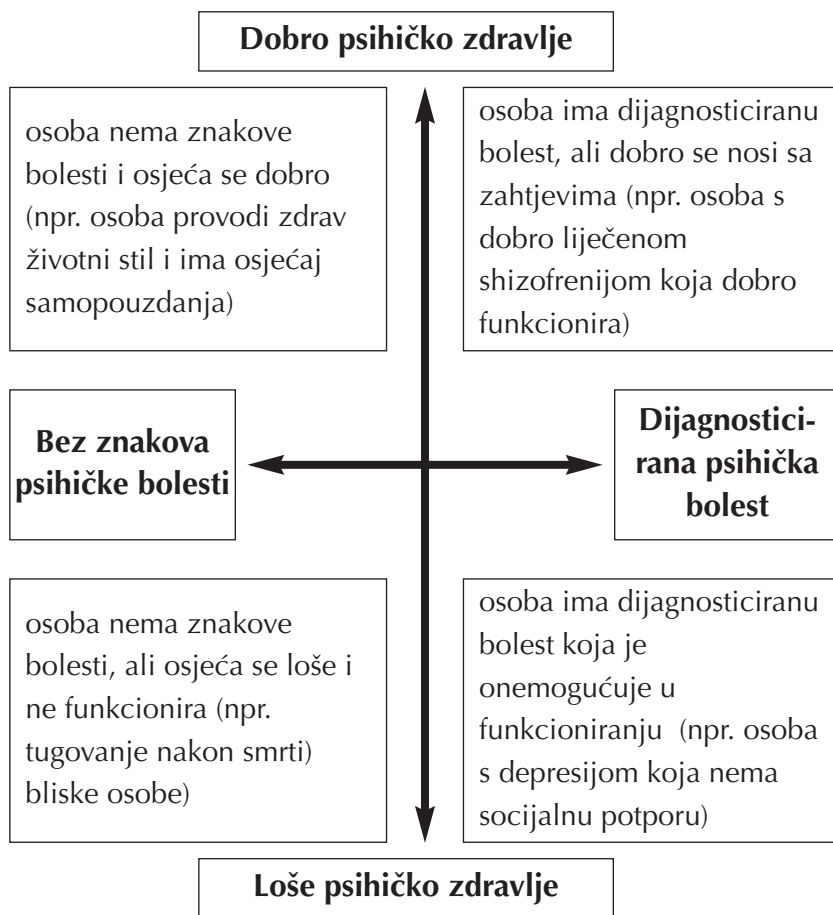 Dobro psihičko zdravlje
osoba nema znakove
bolesti i osjeća se dobro
(npr. osoba provodi zdrav
životni stil i ima osjećaj
samopouzdanja)
osoba ima dijagnosticiranu
bolest, ali dobro se nosi sa
zahtjevima (npr. osoba s
dobro liječenom
shizofrenijom koja dobro
funkcionira)
Bez znakova
psihičke bolesti
Dijagnostici-
rana psihička
bolest
osoba nema znakove
bolesti, ali osjeća se loše i
ne funkcionira (npr.
tugovanje nakon smrti)
bliske osobe)
osoba ima dijagnosticiranu
bolest koja je
onemogućuje u
funkcioniranju (npr. osoba
s depresijom koja nema
socijalnu potporu)
Loše psihičko zdravlje